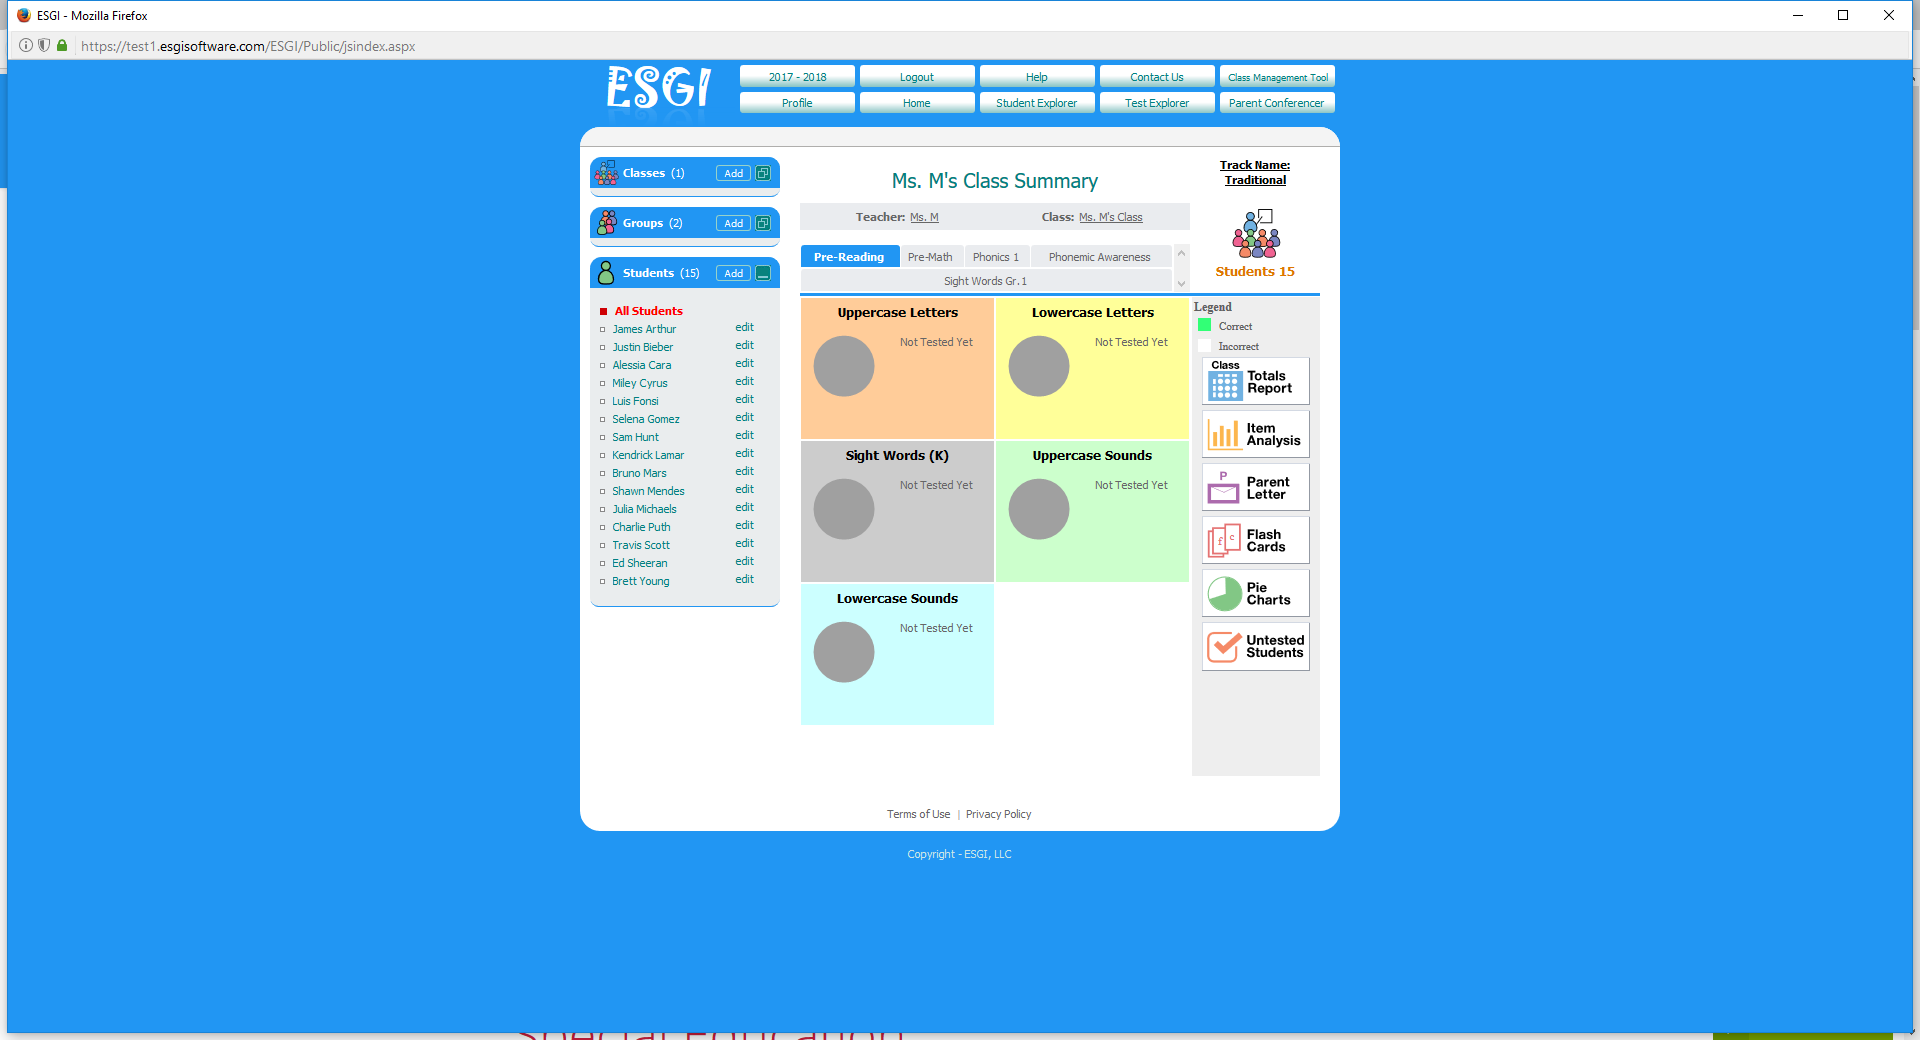 ESGI - Mozilla Firefox
https://test1.esgisoftware.com/ESGI/Public/jsindex.aspx
ESGI
2017 - 2018
Logout
Help
Contact Us
Class Management Tool
Profile
Home
Student Explorer
Test Explorer
Parent Conferencer
Classes (1)
Add
Groups (2)
Add
Students (15)
Add
All Students
James Arthur edit
Justin Bieber edit
Alessia Cara edit
Miley Cyrus edit
Luis Fonsi edit
Selena Gomez edit
Sam Hunt edit
Kendrick Lamar edit
Bruno Mars edit
Shawn Mendes edit
Julia Michaels edit
Charlie Puth edit
Travis Scott edit
Ed Sheeran edit
Brett Young edit
Ms. M's Class Summary
Teacher: Ms. M Class: Ms. M's Class
Pre-Reading
Pre-Math
Phonics 1
Phonemic Awareness
Sight Words Gr.1
Uppercase Letters
Not Tested Yet
Lowercase Letters
Not Tested Yet
Sight Words (K)
Not Tested Yet
Uppercase Sounds
Not Tested Yet
Lowercase Sounds
Not Tested Yet
Track Name:
Traditional
Students 15
Legend
Correct
Incorrect
Class
Totals
Report
Item
Analysis
P
Parent
Letter
f c
Flash
Cards
Pie
Charts
Untested
Students
Terms of Use | Privacy Policy
Copyright - ESGI, LLC
Special Education